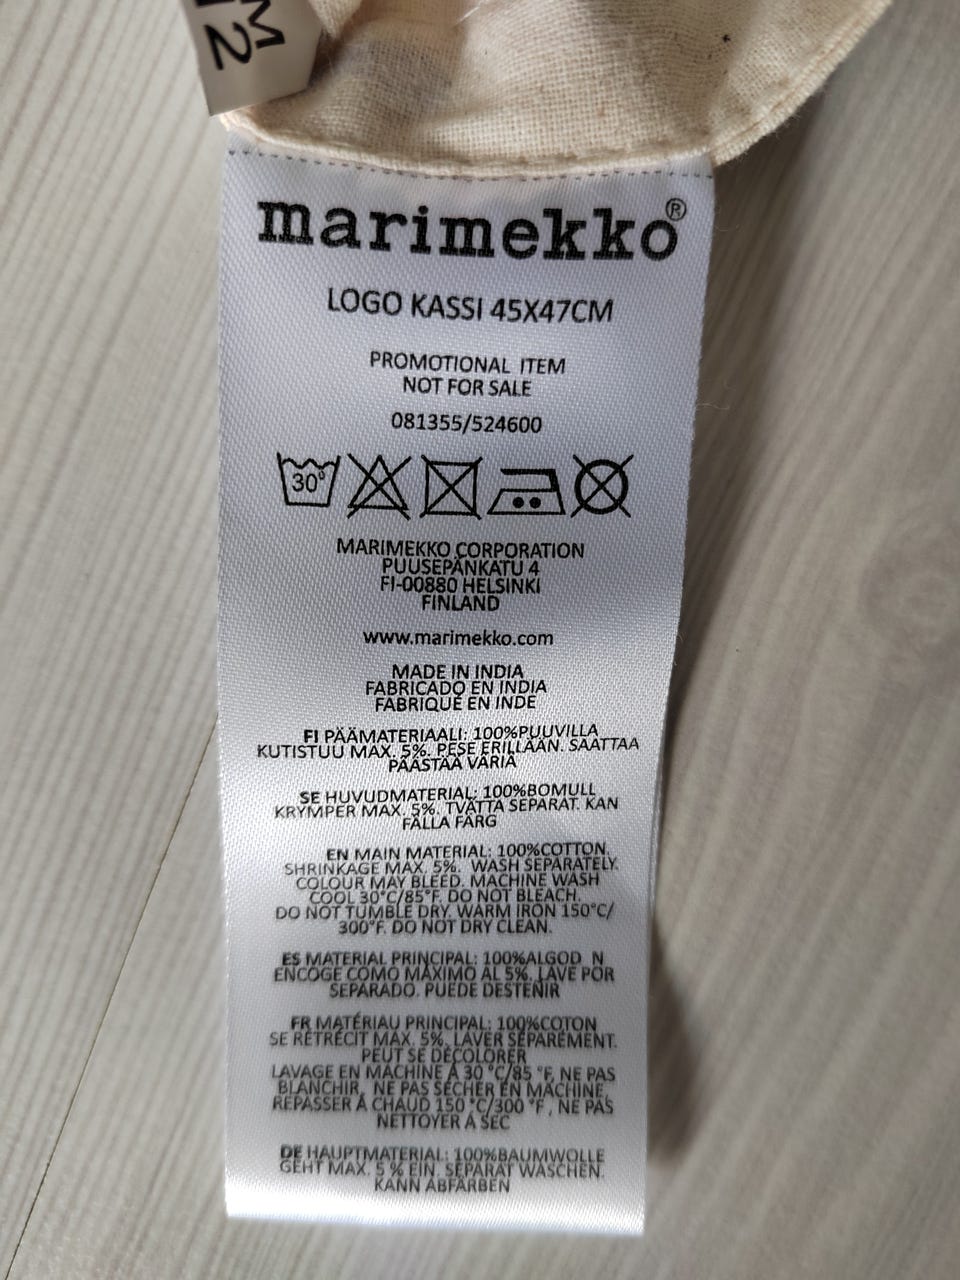 M
N 2
marimekko®
LOGO KASSI 45X47CM
PROMOTIONAL ITEM
NOT FOR SALE
081355/524600
30°
MARIMEKKO CORPORATION
PUUSEPÄNKATU 4
FI-00880 HELSINKI
FINLAND
www.marimekko.com
MADE IN INDIA
FABRICADO EN INDIA
FABRIQUÉ EN INDE
FI PÄÄMATERIAALI: 100%PUUVILLA
KUTISTUU MAX. 5%. PESE ERILLÄÄN. SAATTAA
PÄÄSTÄÄ VÄRIÄ
SE HUVUDMATERIAL: 100%BOMULL
KRYMPER MAX. 5%. TVÄTTA SEPARAT. KAN
FÄLLA FÄRG
EN MAIN MATERIAL: 100%COTTON.
SHRINKAGE MAX. 5%. WASH SEPARATELY.
COLOUR MAY BLEED. MACHINE WASH
COOL 30°C/85°F. DO NOT BLEACH.
DO NOT TUMBLE DRY. WARM IRON 150°C/
300°F. DO NOT DRY CLEAN.
ES MATERIAL PRINCIPAL: 100%ALGOD N
ENCOGE COMO MÁXIMO AL 5%. LAVE POR
SEPARADO. PUEDE DESTEÑIR
FR MATÉRIAU PRINCIPAL: 100%COTON
SE RÉTRÉCIT MAX. 5%. LAVER SÉPARÉMENT.
PEUT SE DÉCOLORER
LAVAGE EN MACHINE À 30 °C/85 °F, NE PAS
BLANCHIR, NE PAS SÉCHER EN MACHINE,
REPASSER À CHAUD 150 °C/300 °F , NE PAS
NETTOYER À SEC
DE HAUPTMATERIAL: 100%BAUMWOLLE
GEHT MAX. 5 % EIN. SEPARAT WASCHEN.
KANN ABFÄRBEN